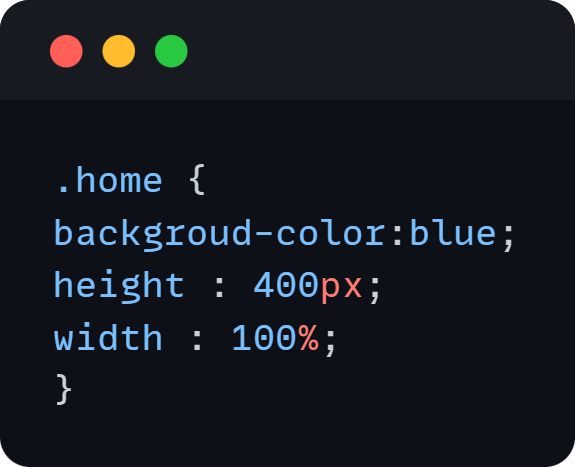 .home {
backgroud-color:blue;
height : 400px;
width : 100%;
}